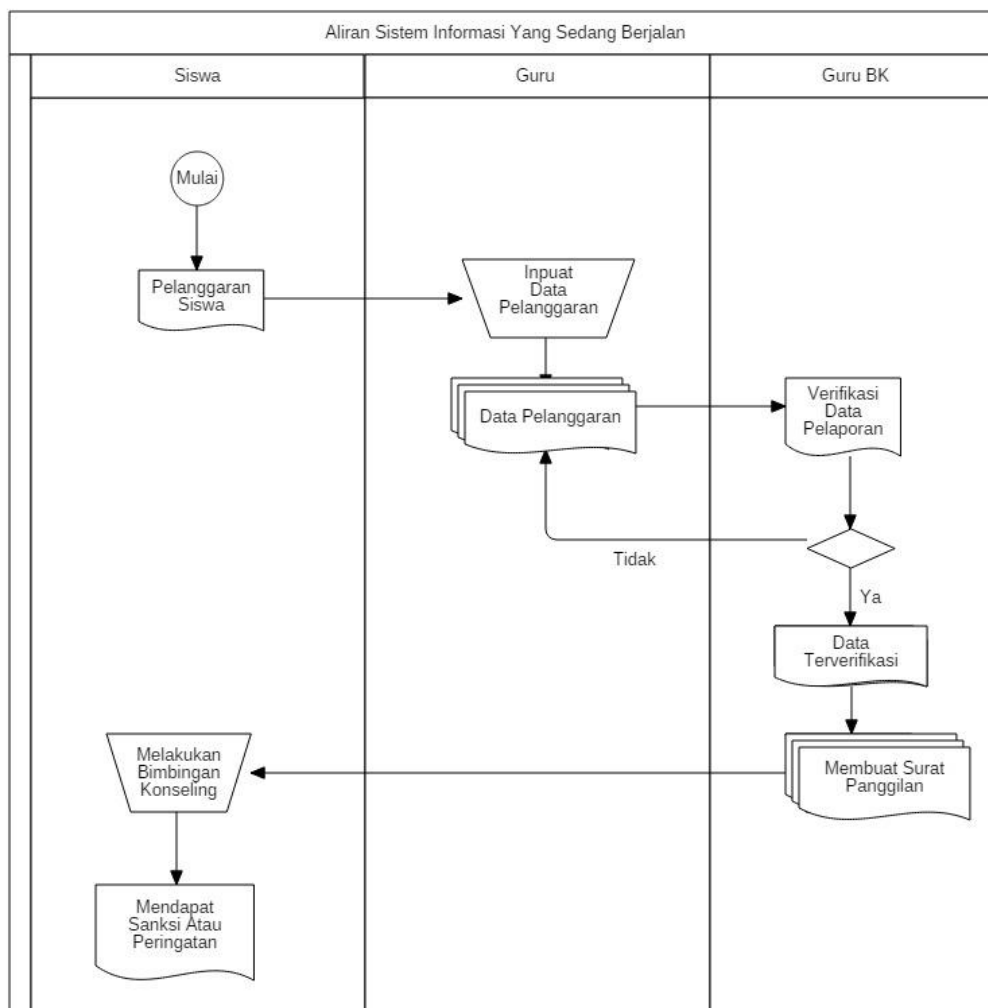 Aliran Sistem Informasi Yang Sedang Berjalan
Siswa
Guru
Guru BK
Mulai
Pelanggaran
Siswa
Inpuat
Data
Pelanggaran
Data Pelanggaran
Verifikasi
Data
Pelaporan
Tidak
Ya
Data
Terverifikasi
Membuat Surat
Panggilan
Melakukan
Bimbingan
Konseling
Mendapat
Sanksi Atau
Peringatan